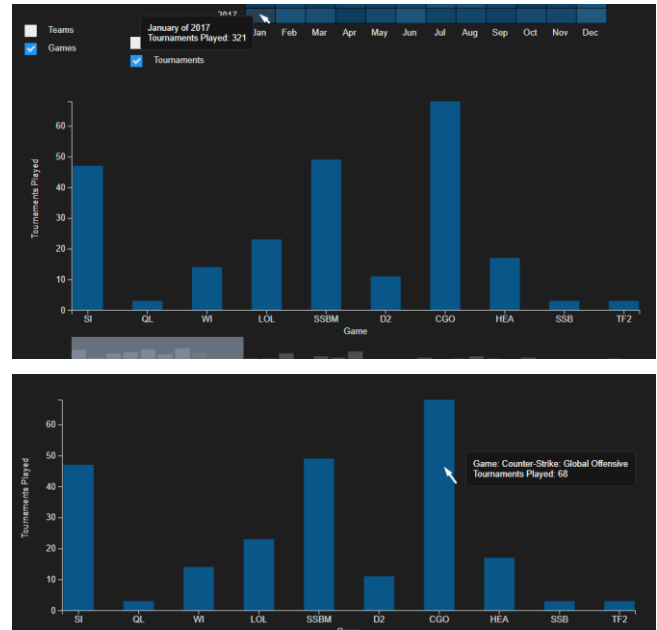 2017
Teams
Games
January of 2017
Tournaments Played: 321
Tournaments
Jan Feb Mar Apr May Jun Jul Aug Sep Oct Nov Dec
Tournaments Played
60
50
40
30
20
10
0
SI QL WI LOL SSBM D2 CGO HEA SSB TF2
Game
Tournaments Played
60
50
40
30
20
10
0
Game: Counter-Strike: Global Offensive
Tournaments Played: 68
SI QL WI LOL SSBM D2 CGO HEA SSB TF2